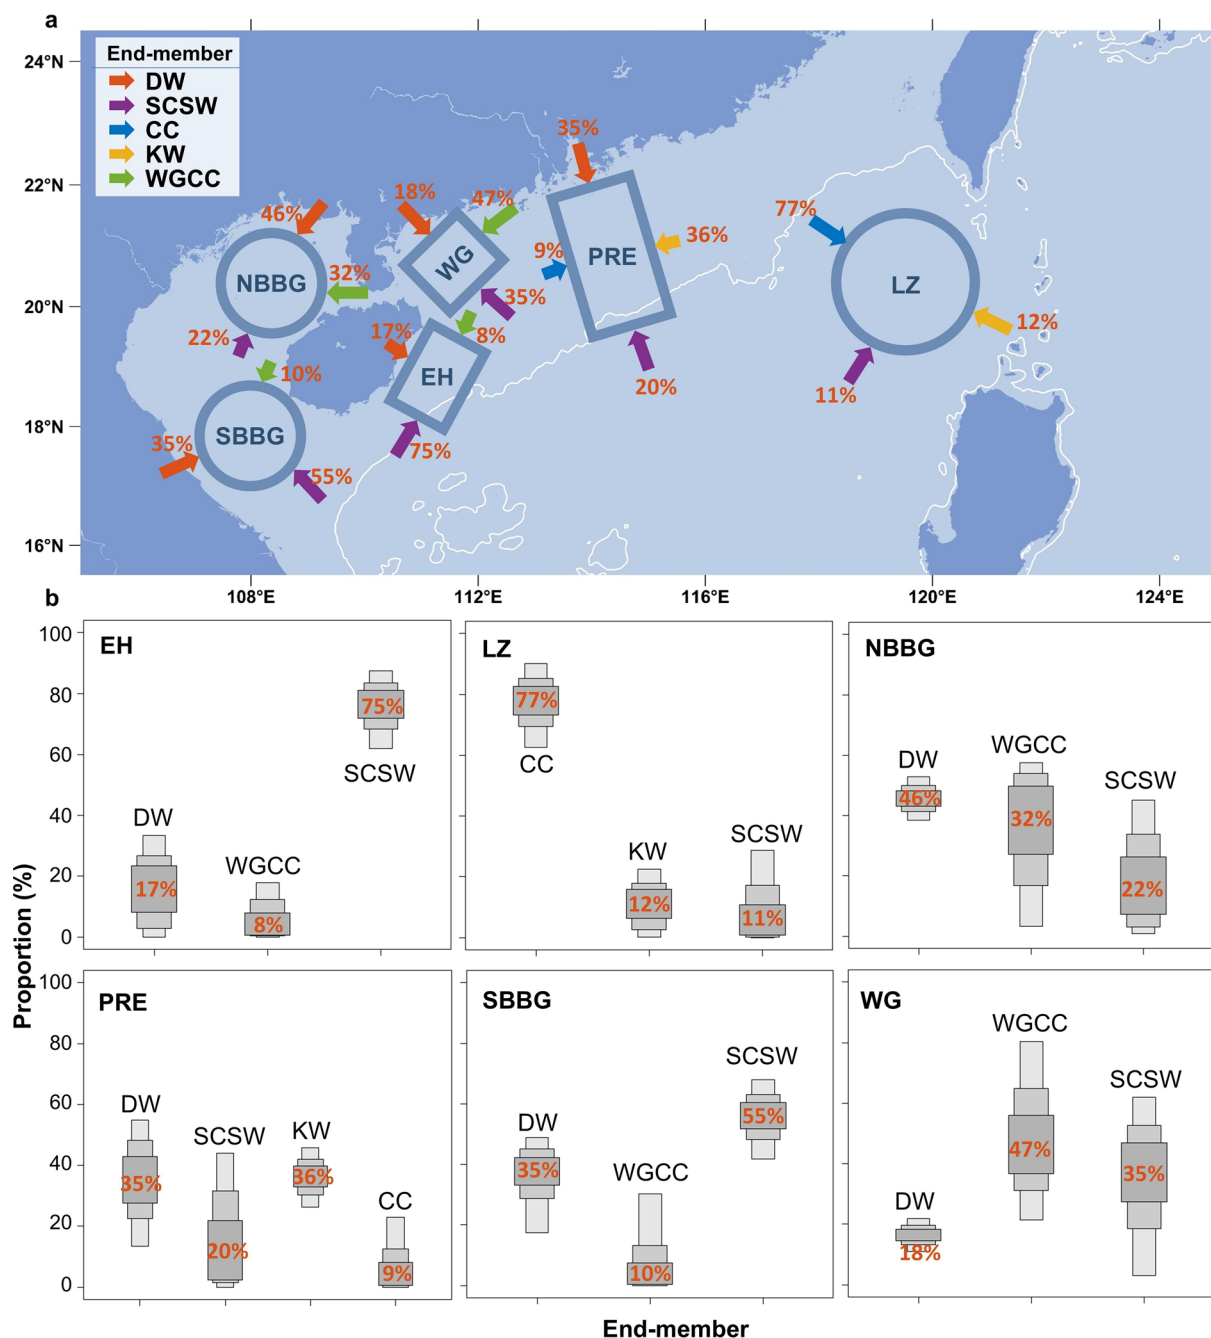 a
End-member
DW
SCSW
CC
KW
WGCC
24°N
22°N
20°N
18°N
16°N
35%
18%
47%
46%
77%
9%
36%
PRE
WG
NBBG
32%
LZ
35%
22%
17%
8%
12%
10%
EH
20%
11%
SBBG
35%
75%
55%
108°E
112°E
116°E
120°E
124°E
b
Proportion (%)
100
80
60
40
20
0
EH
75%
SCSW
DW
17%
WGCC
8%
LZ
77%
CC
KW
12%
SCSW
11%
NBBG
DW
46%
WGCC
32%
SCSW
22%
100
80
60
40
20
0
PRE
DW
35%
SCSW
20%
KW
36%
CC
9%
SBBG
DW
35%
WGCC
10%
SCSW
55%
WG
DW
18%
WGCC
47%
SCSW
35%
End-member